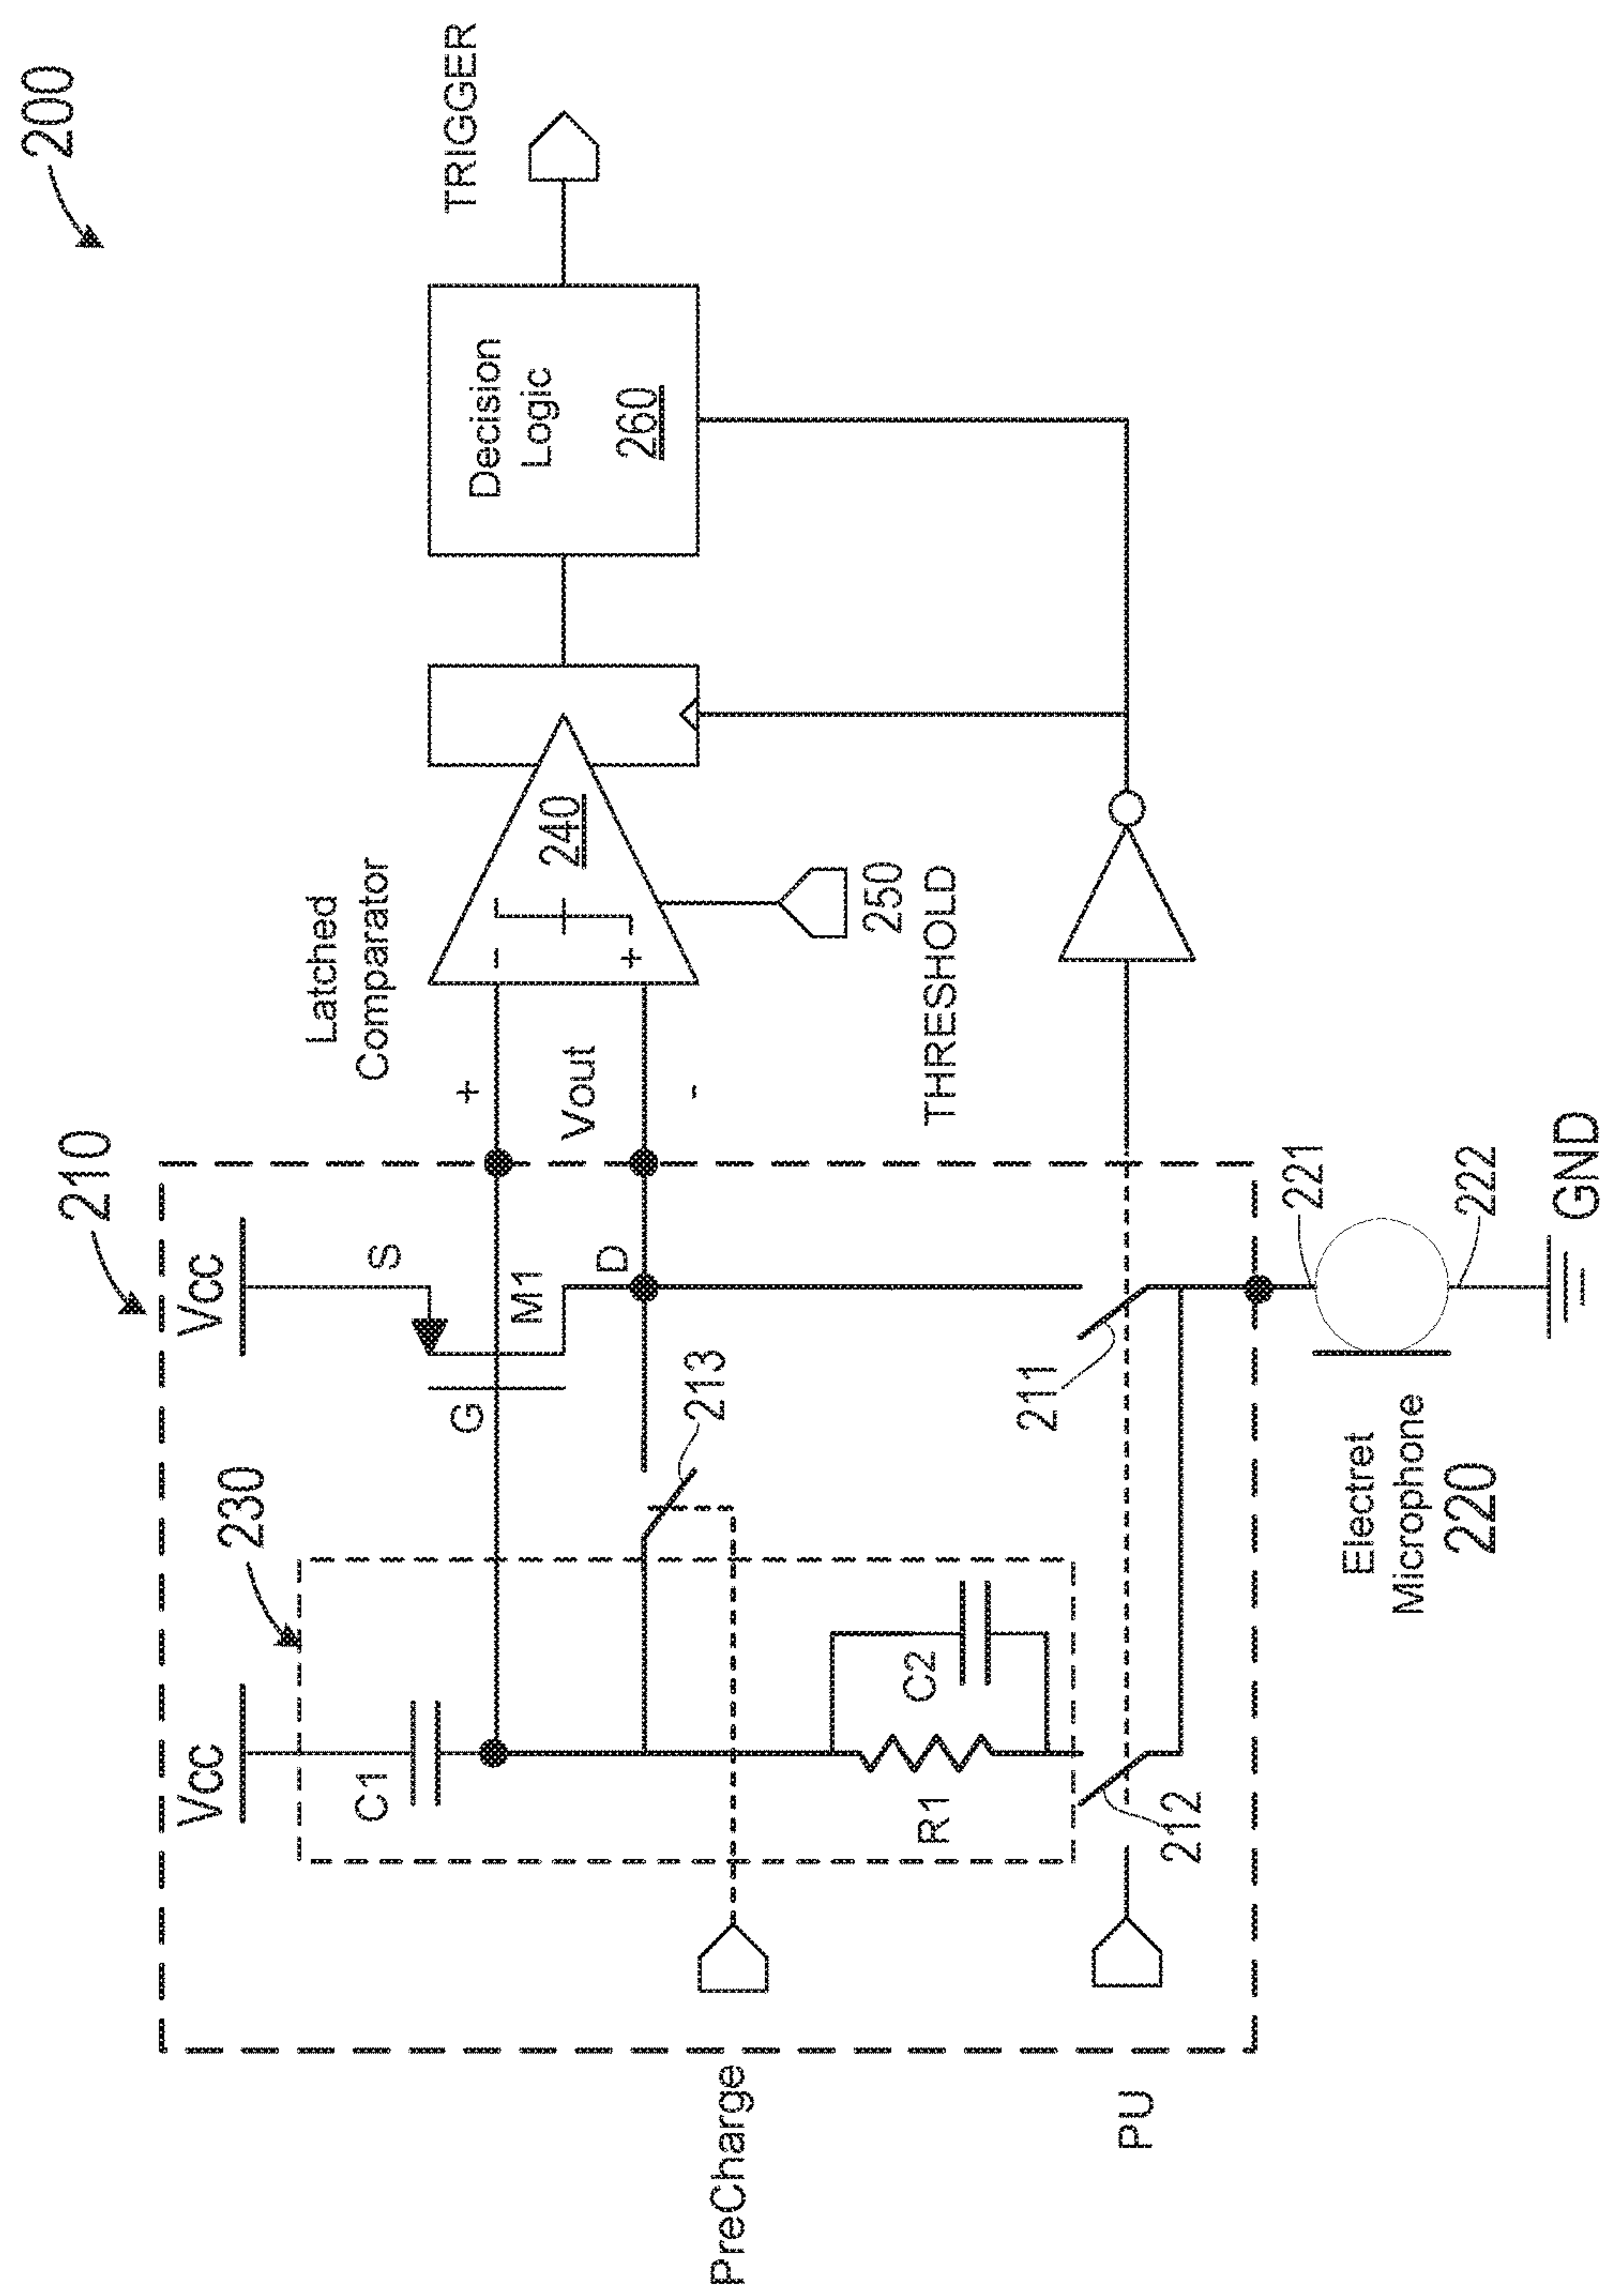 200
210
Vcc
Vcc
230
S
Latched
Comparator
TRIGGER
C1
G
M1
+
-
240
Decision
Logic
260
Vout
D
+
-
213
250
THRESHOLD
PreCharge
C2
R1
211
212
PU
221
222
Electret
Microphone
220
GND